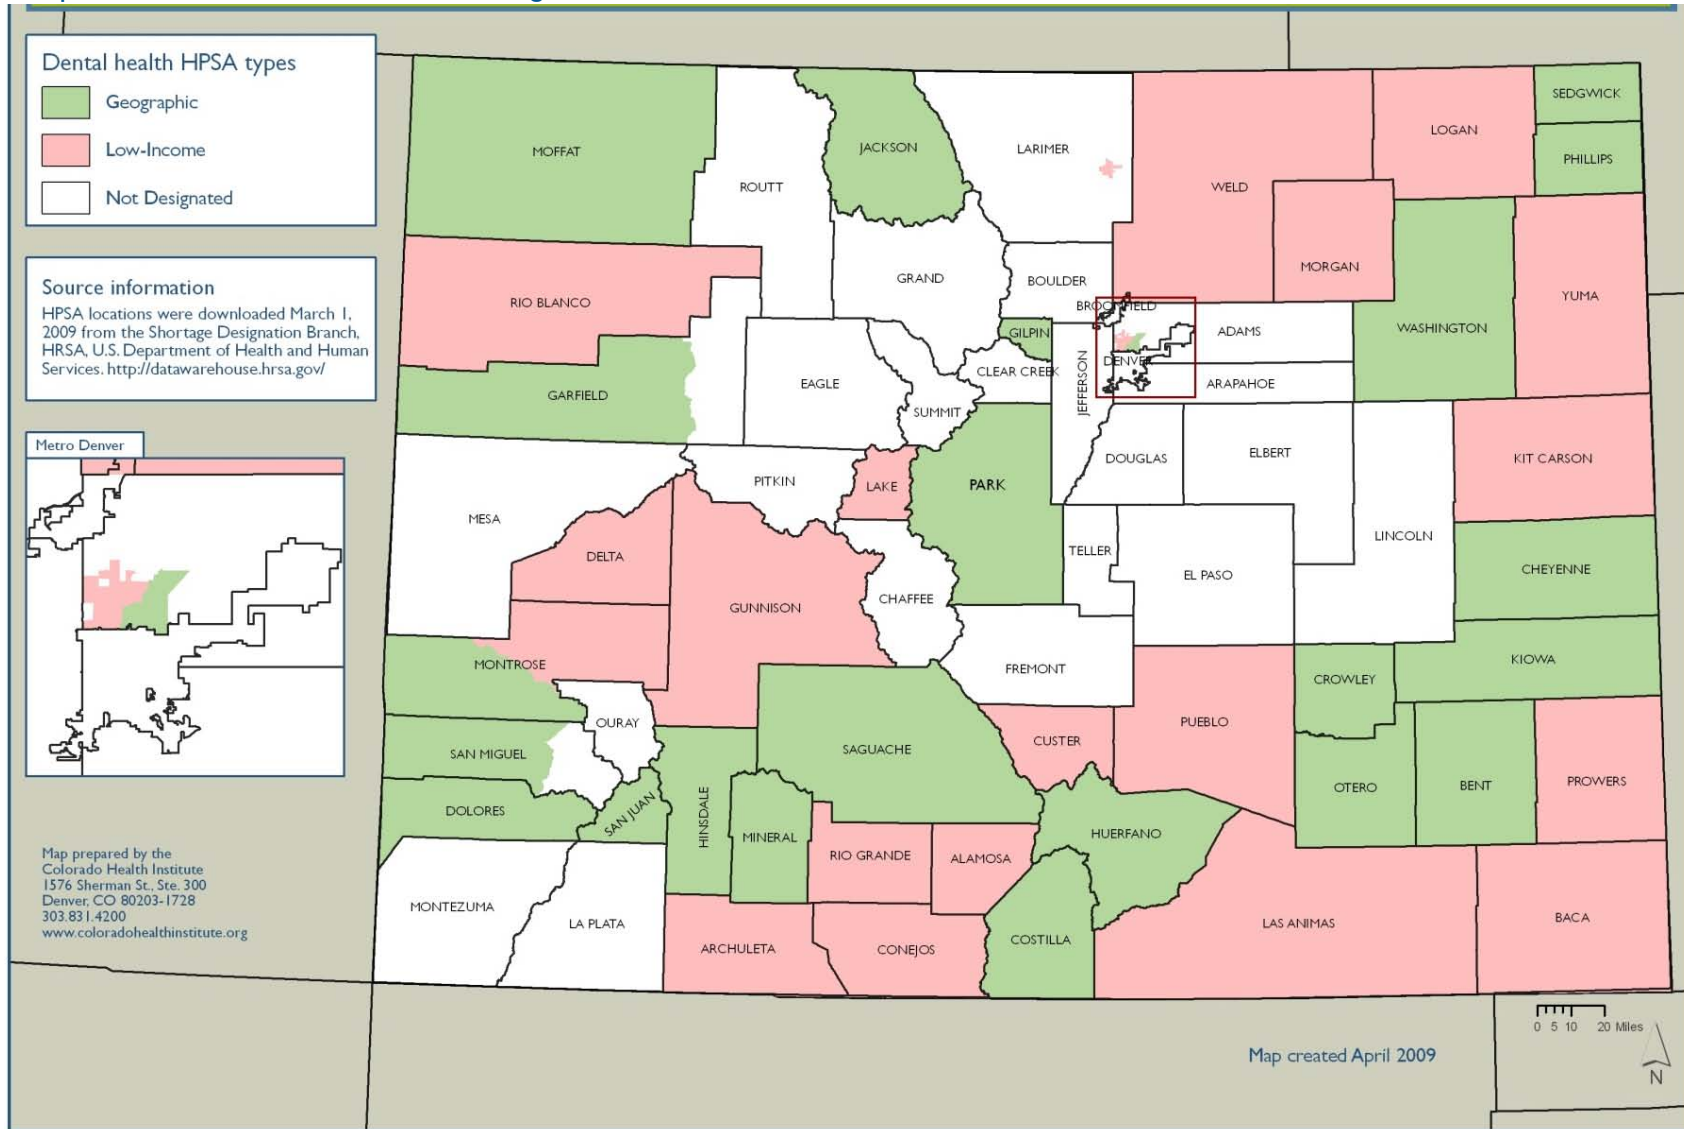 Dental health HPSA types
Geographic
Low-Income
Not Designated
Source information
HPSA locations were downloaded March 1,
2009 from the Shortage Designation Branch,
HRSA, U.S. Department of Health and Human
Services. http://datawarehouse.hrsa.gov/
Metro Denver
Map prepared by the
Colorado Health Institute
1576 Sherman St., Ste. 300
Denver, CO 80203-1728
303.831.4200
www.coloradohealthinstitute.org
MOFFAT
ROUTT
JACKSON
LARIMER
WELD
LOGAN
SEDGWICK
PHILLIPS
MORGAN
WASHINGTON
YUMA
RIO BLANCO
GRAND
BOULDER
BROOMFIELD
GILPIN
ADAMS
CLEAR CREEK
JEFFERSON
DENVER
ARAPAHOE
GARFIELD
EAGLE
SUMMIT
DOUGLAS
ELBERT
KIT CARSON
PITKIN
LAKE
PARK
MESA
DELTA
LINCOLN
TELLER
EL PASO
CHEYENNE
GUNNISON
CHAFFEE
FREMONT
KIOWA
MONTROSE
CROWLEY
OURAY
PUEBLO
SAN MIGUEL
SAGUACHE
CUSTER
OTERO
BENT
PROWERS
DOLORES
SAN JUAN
HINSDALE
MINERAL
RIO GRANDE
ALAMOSA
HUERFANO
MONTEZUMA
LA PLATA
ARCHULETA
CONEJOS
COSTILLA
LAS ANIMAS
BACA
0 5 10 20 Miles
Map created April 2009
N